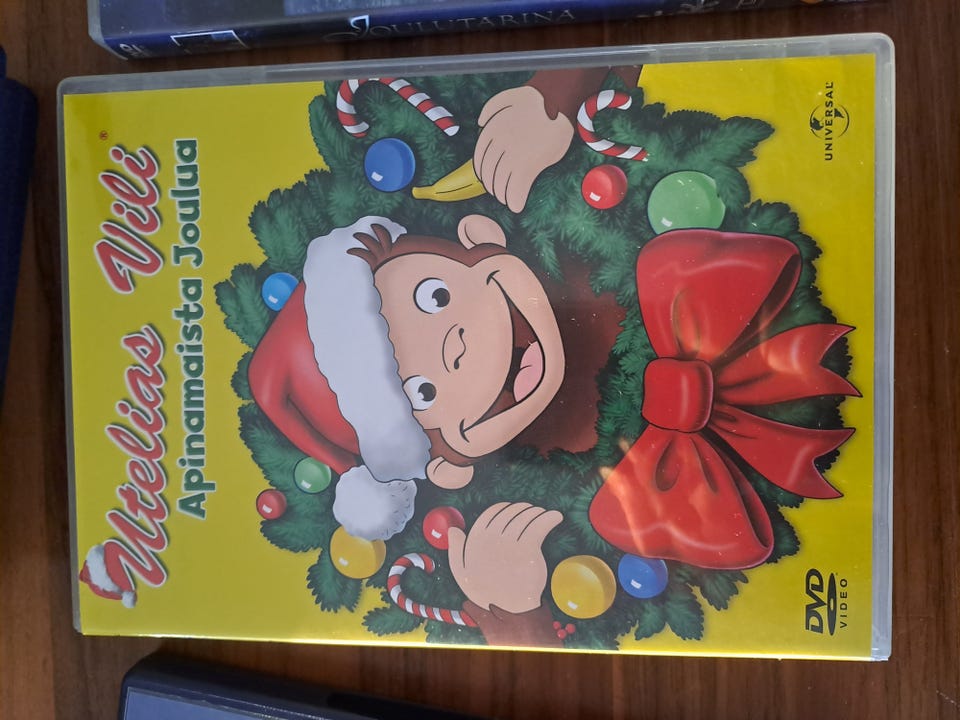 JOULUTARINA
Utelias Vili®
Apinamaista Joulua
UNIVERSAL
DVD
VIDEO